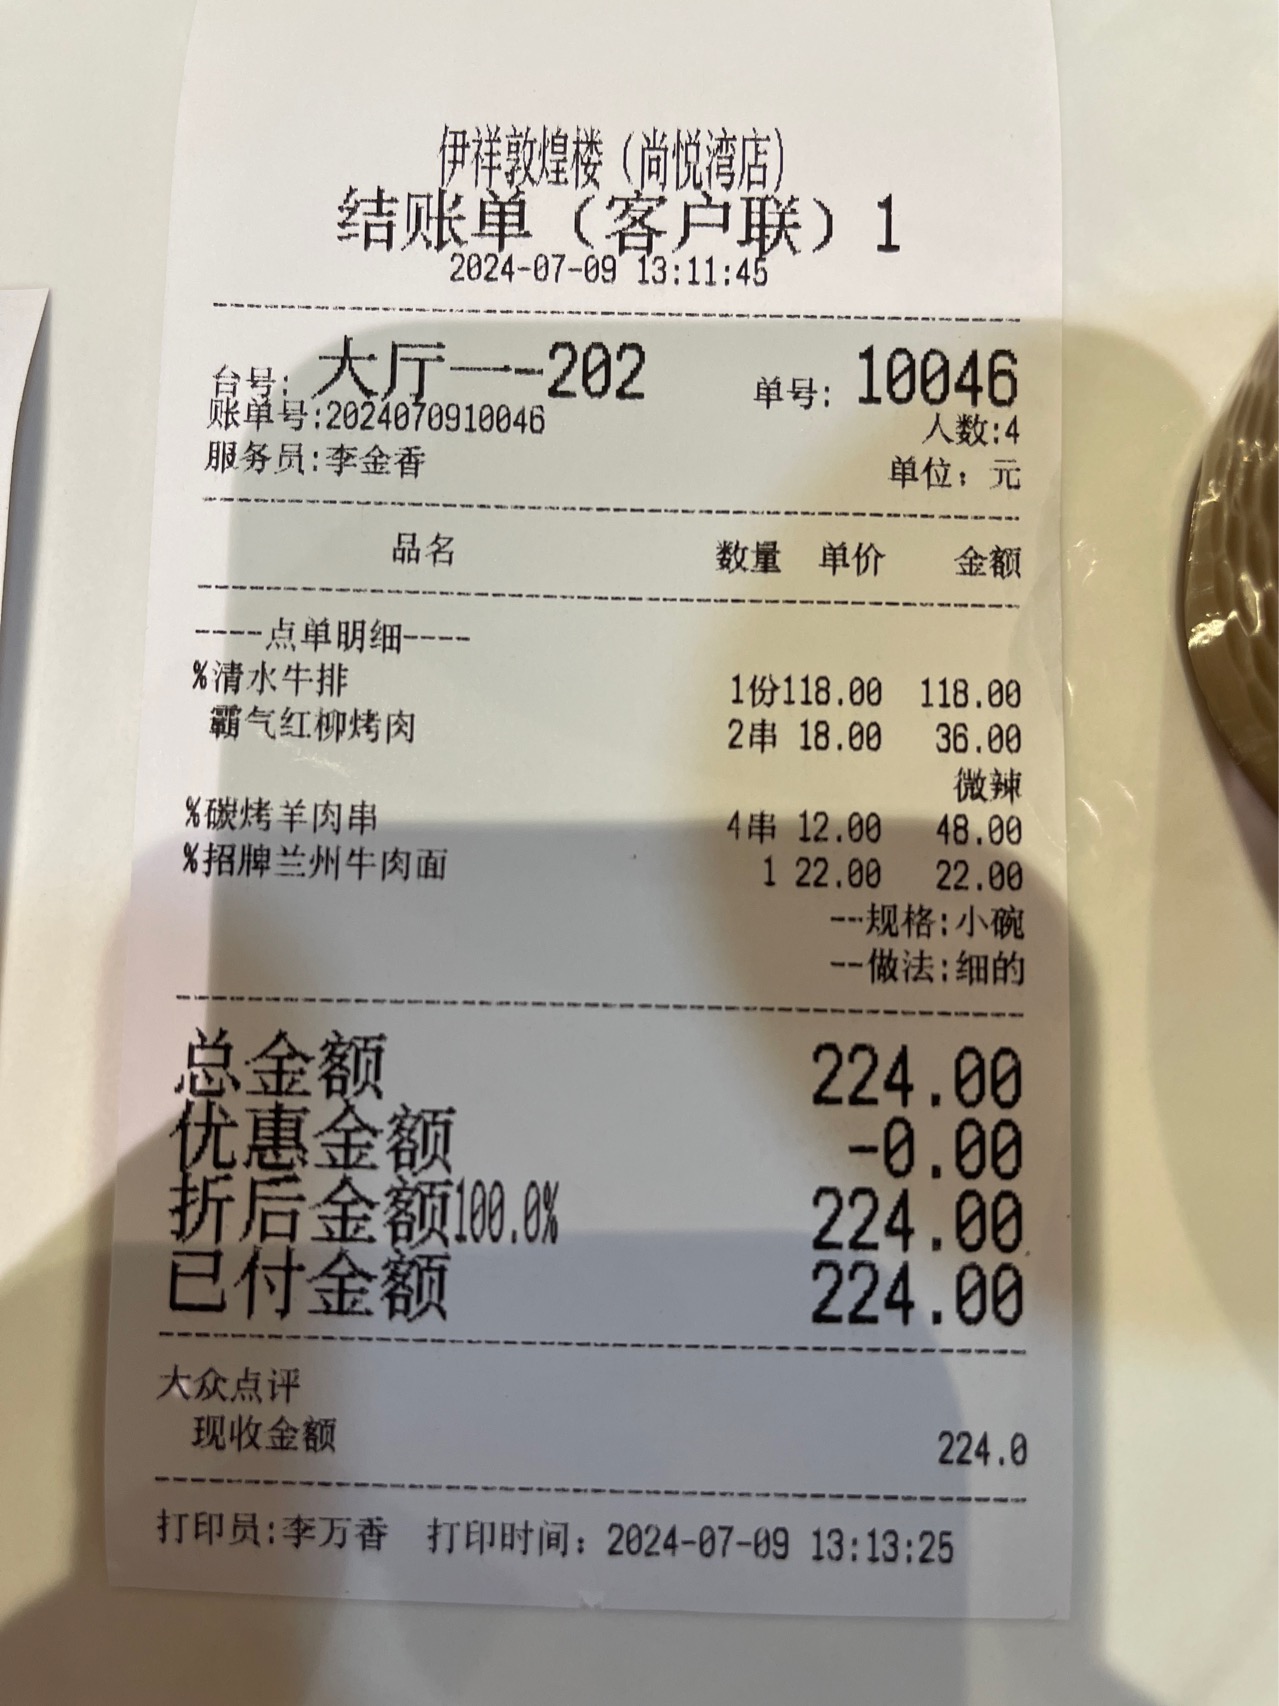 伊祥敦煌楼（尚悦湾店）
结账单（客户联）1
2024-07-09 13:11:45
台号: 大厅一-202 单号: 10046
账单号:2024070910046 人数:4
服务员:李金香 单位: 元
品名 数量 单价 金额
----点单明细----
%清水牛排 1份118.00 118.00
霸气红柳烤肉 2串 18.00 36.00
微辣
%碳烤羊肉串 4串 12.00 48.00
%招牌兰州牛肉面 1 22.00 22.00
--规格:小碗
--做法:细的
总金额 224.00
优惠金额 -0.00
折后金额100.0% 224.00
已付金额 224.00
大众点评
现收金额 224.0
打印员:李万香 打印时间: 2024-07-09 13:13:25